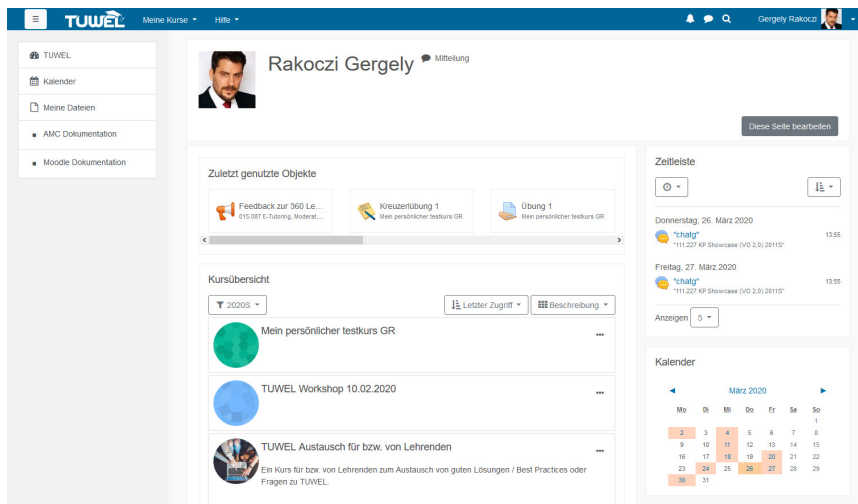 TUWEL
Meine Kurse
Hilfe
Gergely Rakoczi
TUWEL
Kalender
Meine Dateien
AMC Dokumentation
Moodle Dokumentation
Rakoczi Gergely
Mitteilung
Diese Seite bearbeiten
Zuletzt genutzte Objekte
Feedback zur 360 Le...
015.087 E-Tutoring, Moderat....
Kreuzerlübung 1
Mein persönlicher testkurs GR
Übung 1
Mein persönlicher testkurs GR
Kursübersicht
2020S
Letzter Zugriff
Beschreibung
Mein persönlicher testkurs GR
TUWEL Workshop 10.02.2020
TUWEL Austausch für bzw. von Lehrenden
Ein Kurs für bzw. von Lehrenden zum Austausch von guten Lösungen / Best Practices oder
Fragen zu TUWEL.
Zeitleiste
Donnerstag, 26. März 2020
"chatg" 13:55
"111.227 KP Showcase (VO 2,0) 2011S"
Freitag, 27. März 2020
"chatg" 13:55
"111.227 KP Showcase (VO 2,0) 2011S"
Anzeigen 5
Kalender
März 2020
Mo Di Mi Do Fr Sa So
1
2 3 4 5 6 7 8
9 10 11 12 13 14 15
16 17 18 19 20 21 22
23 24 25 26 27 28 29
30 31